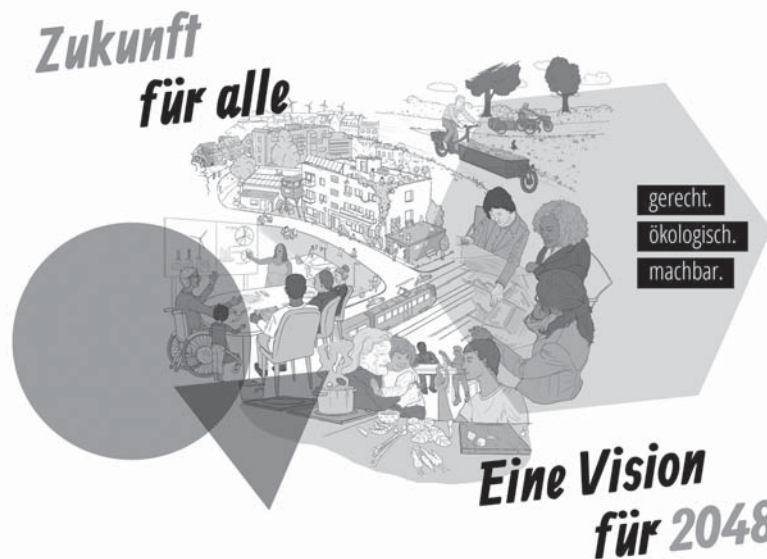 Zukunft
für alle
gerecht.
ökologisch.
machbar.
Eine Vision
für 2048